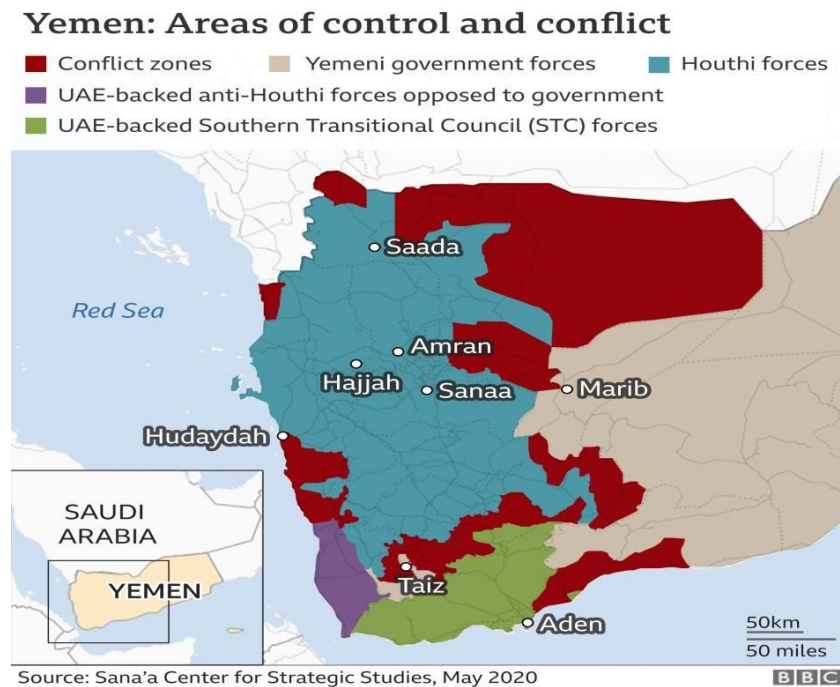 Yemen: Areas of control and conflict
Conflict zones
Yemeni government forces
Houthi forces
UAE-backed anti-Houthi forces opposed to government
UAE-backed Southern Transitional Council (STC) forces
Saada
Red Sea
Amran
Hajjah
Sanaa
Marib
Hudaydah
SAUDI
ARABIA
YEMEN
Taiz
Aden
50km
50 miles
Source: Sana'a Center for Strategic Studies, May 2020
BBC